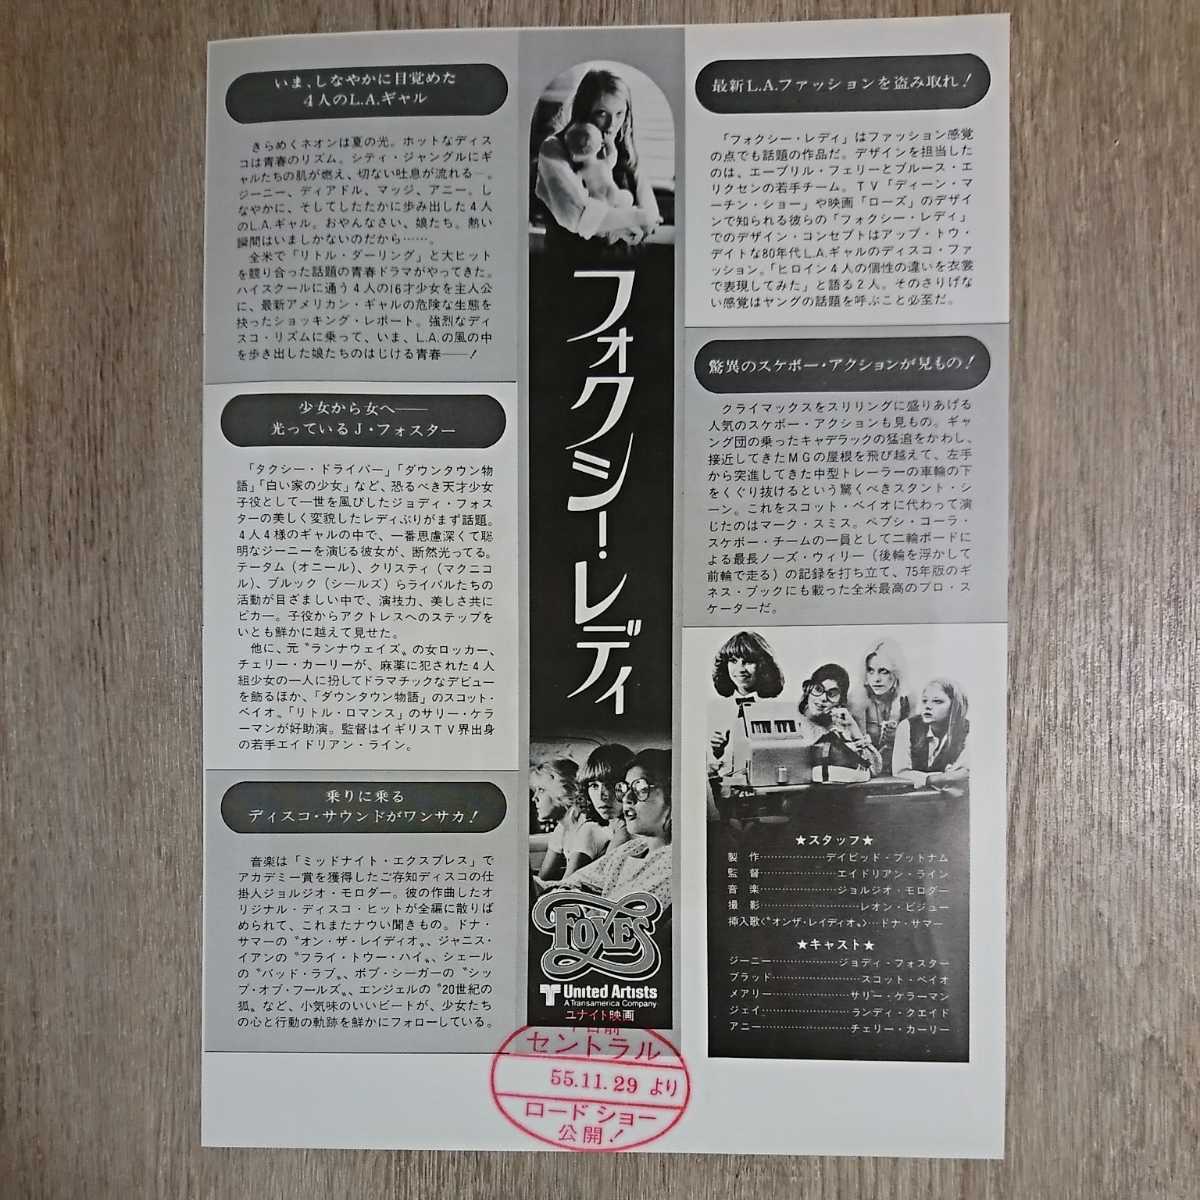 いま、しなやかに目覚めた
4人のL.A.ギャル
きらめくネオンは夏の光。ホットなディス
コは青春のリズム。シティ・ジャングルにギ
ャルたちの肌が燃え、切ない吐息が流れる―。
ジーニー、ディアドル、マッジ、アニー。し
なやかに、そしてしたたかに歩み出した4人
のL.A.ギャル。おやんなさい、娘たち。熱い
瞬間はいましかないのだから……。
全米で「リトル・ダーリング」と大ヒット
を競り合った話題の青春ドラマがやってきた。
ハイスクールに通う4人の16才少女を主人公
に、最新アメリカン・ギャルの危険な生態を
抉ったショッキング・レポート。強烈なディ
スコ・リズムに乗って、いま、L.A.の風の中
を歩き出した娘たちのはじける青春――!
少女から女へ――
光っているJ・フォスター
「タクシー・ドライバー」「ダウンタウン物
語」「白い家の少女」など、恐るべき天才少女
子役として一世を風びしたジョディ・フォス
ターの美しく変貌したレディぶりがまず話題。
4人4様のギャルの中で、一番思慮深くて聡
明なジーニーを演じる彼女が、断然光ってる。
テータム(オニール)、クリスティ(マクニコ
ル)、ブルック(シールズ)らライバルたちの
活動が目ざましい中で、演技力、美しさ共に
ピカー。子役からアクトレスへのステップを
いとも鮮かに越えて見せた。
他に、元〝ランナウェイズ〟の女ロッカー、
チェリー・カーリーが、麻薬に犯された4人
組少女の一人に扮してドラマチックなデビュー
を飾るほか、「ダウンタウン物語」のスコット・
ベイオ。「リトル・ロマンス」のサリー・ケラ
ーマンが好助演。監督はイギリスTV界出身
の若手エイドリアン・ライン。
乗りに乗る
ディスコ・サウンドがワンサカ!
音楽は「ミッドナイト・エクスプレス」で
アカデミー賞を獲得したご存知ディスコの仕
掛人ジョルジオ・モロダー。彼の作曲したオ
リジナル・ディスコ・ヒットが全編に散りば
められて、これまたナウい聞きもの。ドナ・
サマーの〝オン・ザ・レイディオ〟、ジャニス・
イアンの〝フライ・トゥー・ハイ〟、シェール
の〝バッド・ラブ〟、ボブ・シーガーの〝シッ
プ・オブ・フールズ〟、エンジェルの〝20世紀の
狐〟など、小気味のいいビートが、少女たち
の心と行動の軌跡を鮮かにフォローしている。
フォクシー・レディ
FOXES
United Artists
A Transamerica Company
ユナイト映画
セントラル
55.11.29 より
ロードショー
公開!
最新L.A.ファッションを盗み取れ!
「フォクシー・レディ」はファッション感覚
の点でも話題の作品だ。デザインを担当した
のは、エープリル・フェリーとブルース・エ
リクセンの若手チーム。TV「ディーン・マ
ーチン・ショー」や映画「ローズ」のデザイ
ンで知られる彼らの「フォクシー・レディ」
でのデザイン・コンセプトはアップ・トゥ・
デイトな80年代L.A.ギャルのディスコ・ファ
ッション。「ヒロイン4人の個性の違いを衣裳
で表現してみた」と語る2人。そのさりげな
い感覚はヤングの話題を呼ぶこと必至だ。
驚異のスケボー・アクションが見もの!
クライマックスをスリリングに盛りあげる
人気のスケボー・アクションも見もの。ギャ
ング団の乗ったキャデラックの猛追をかわし、
接近してきたMGの屋根を飛び越えて、左手
から突進してきた中型トレーラーの車輪の下
をくぐり抜けるという驚くべきスタント・シ
ーン。これをスコット・ベイオに代わって演
じたのはマーク・スミス。ペプシ・コーラ・
スケボー・チームの一員として二輪ボードに
よる最長ノーズ・ウィリー(後輪を浮かして
前輪で走る)の記録を打ち立て、75年版のギ
ネス・ブックにも載った全米最高のプロ・ス
ケーターだ。
★スタッフ★
製作……………デイビッド・プットナム
監督……………エイドリアン・ライン
音楽……………ジョルジオ・モロダー
撮影……………レオン・ビジュー
挿入歌〈〝オンザ・レイディオ〟〉…ドナ・サマー
★キャスト★
ジーニー……………ジョディ・フォスター
ブラッド……………スコット・ベイオ
メアリー……………サリー・ケラーマン
ジェイ……………ランディ・クエイド
アニー……………チェリー・カーリー